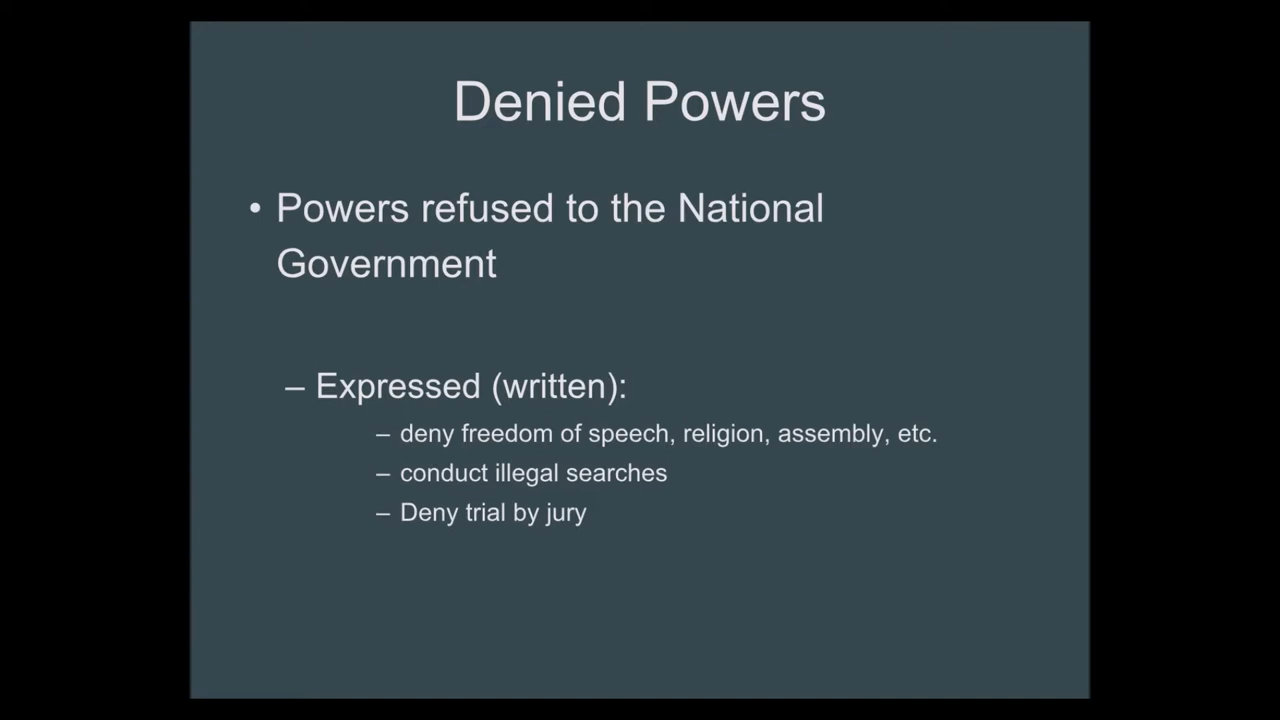 Denied Powers
• Powers refused to the National
Government
– Expressed (written):
– deny freedom of speech, religion, assembly, etc.
– conduct illegal searches
– Deny trial by jury